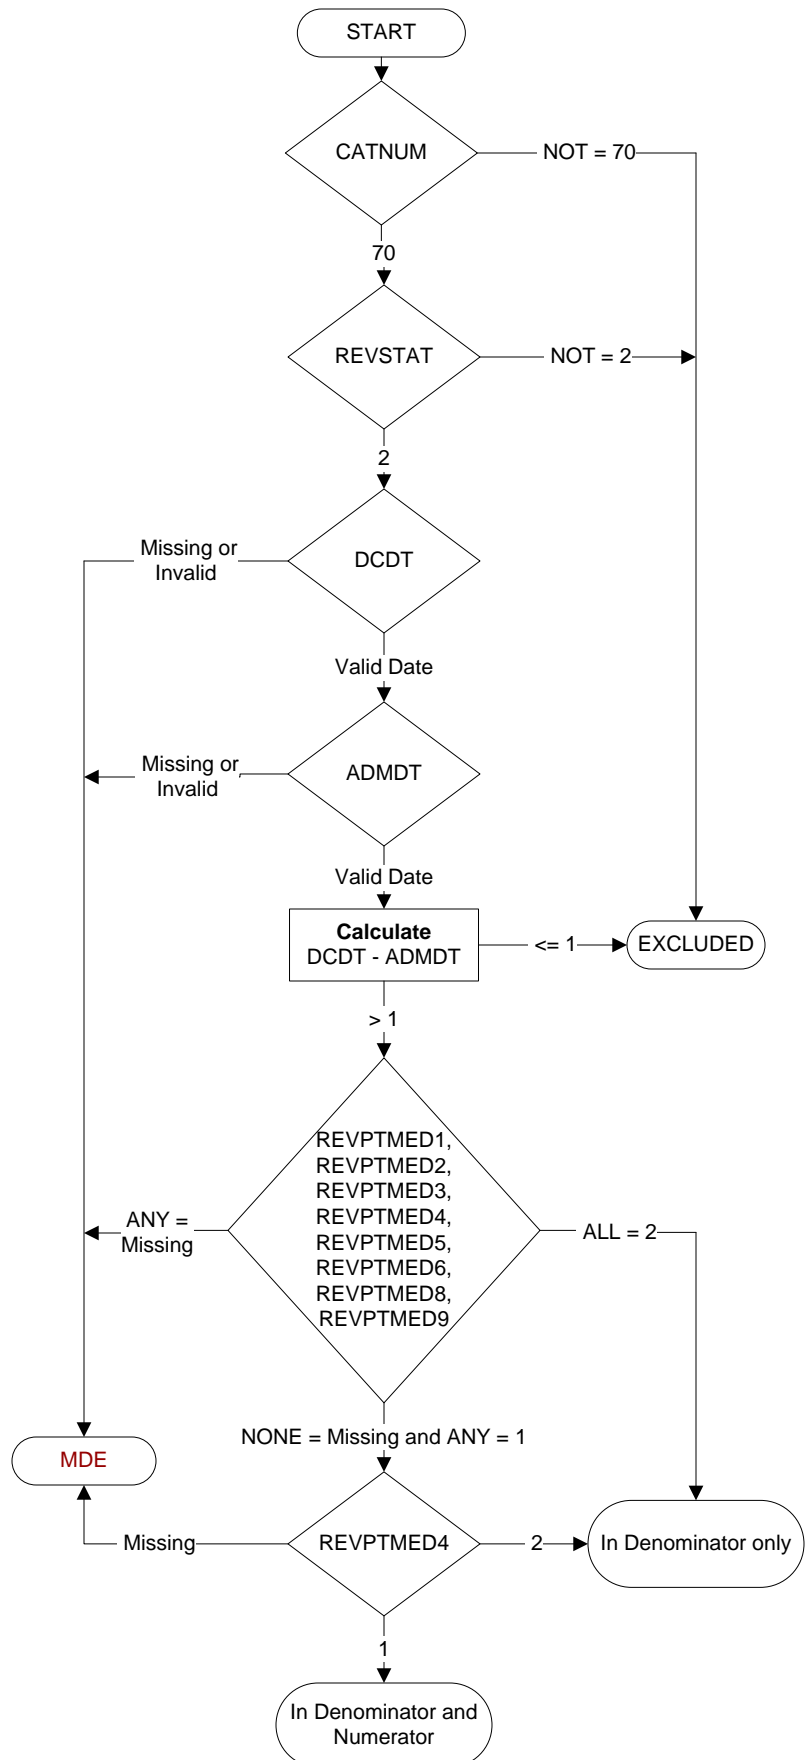 START
CATNUM
NOT = 70
70
REVSTAT
NOT = 2
2
Missing or
Invalid
DCDT
Valid Date
Missing or
Invalid
ADMDT
Valid Date
Calculate
DCDT - ADMDT
<= 1
EXCLUDED
> 1
REVPTMED1,
REVPTMED2,
REVPTMED3,
REVPTMED4,
REVPTMED5,
REVPTMED6,
REVPTMED8,
REVPTMED9
ANY =
Missing
ALL = 2
NONE = Missing and ANY = 1
MDE
Missing
REVPTMED4
2
In Denominator only
1
In Denominator and
Numerator